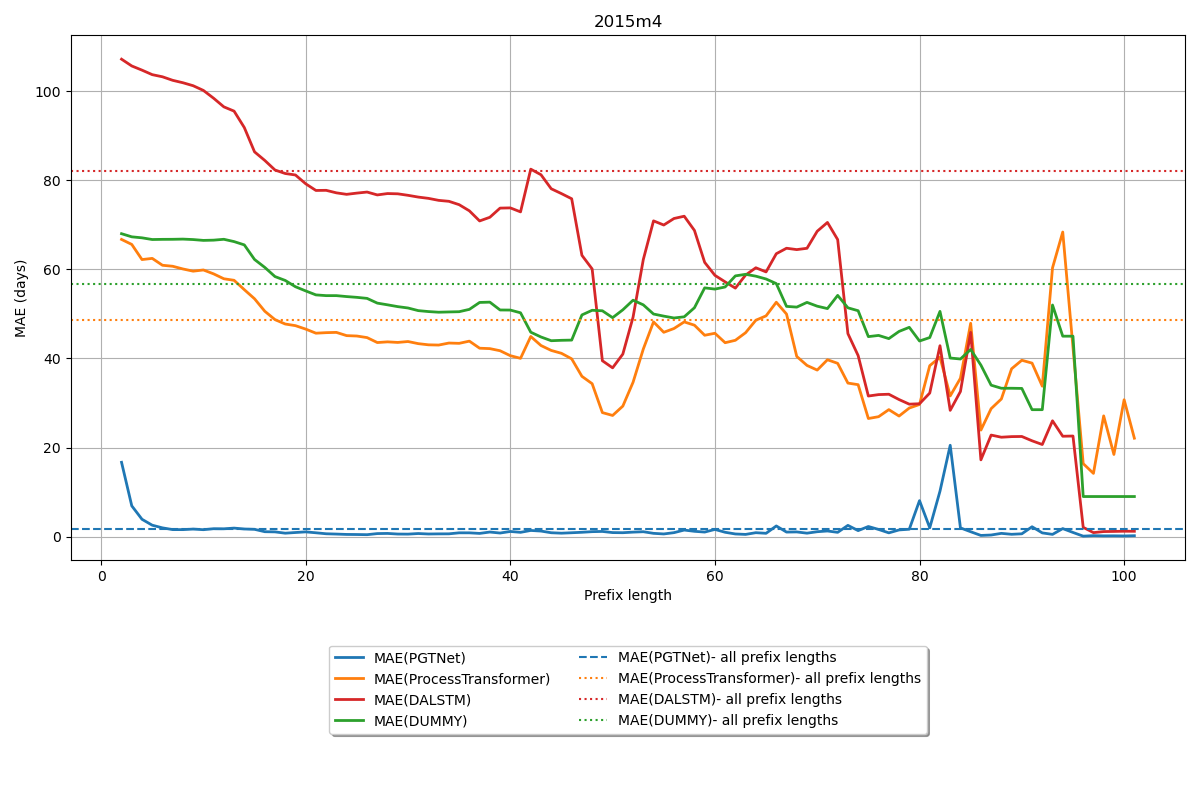 2015m4
MAE (days)
100
80
60
40
20
0
0 20 40 60 80 100
Prefix length
MAE(PGTNet)
MAE(ProcessTransformer)
MAE(DALSTM)
MAE(DUMMY)
MAE(PGTNet)- all prefix lengths
MAE(ProcessTransformer)- all prefix lengths
MAE(DALSTM)- all prefix lengths
MAE(DUMMY)- all prefix lengths